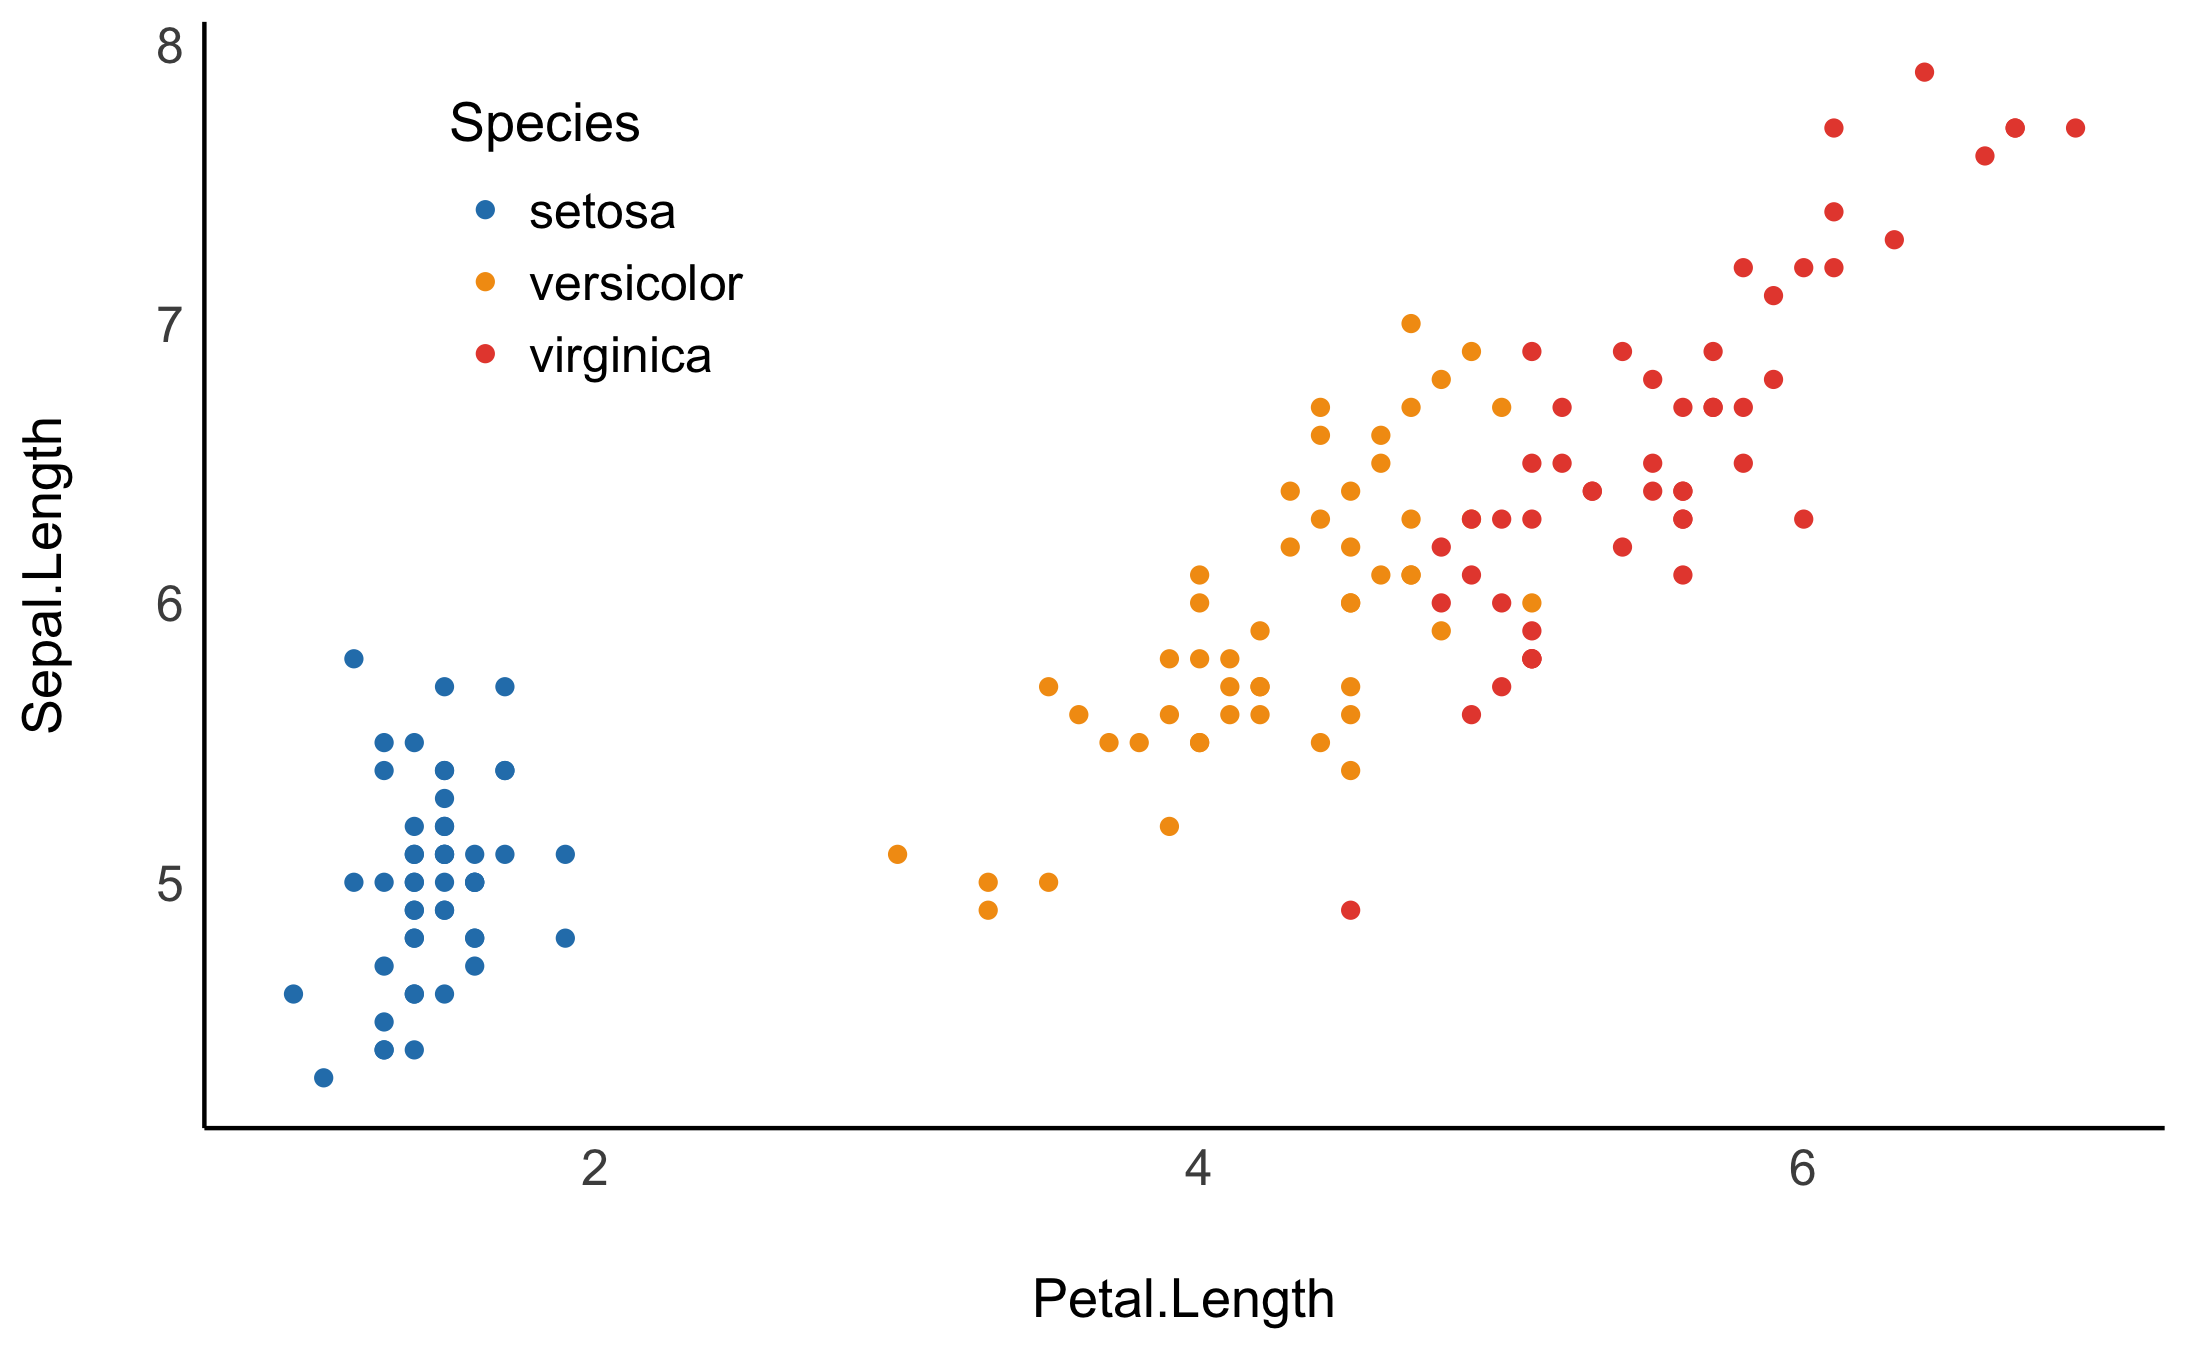 8
7
6
5
Sepal.Length
Species
setosa
versicolor
virginica
2 4 6
Petal.Length